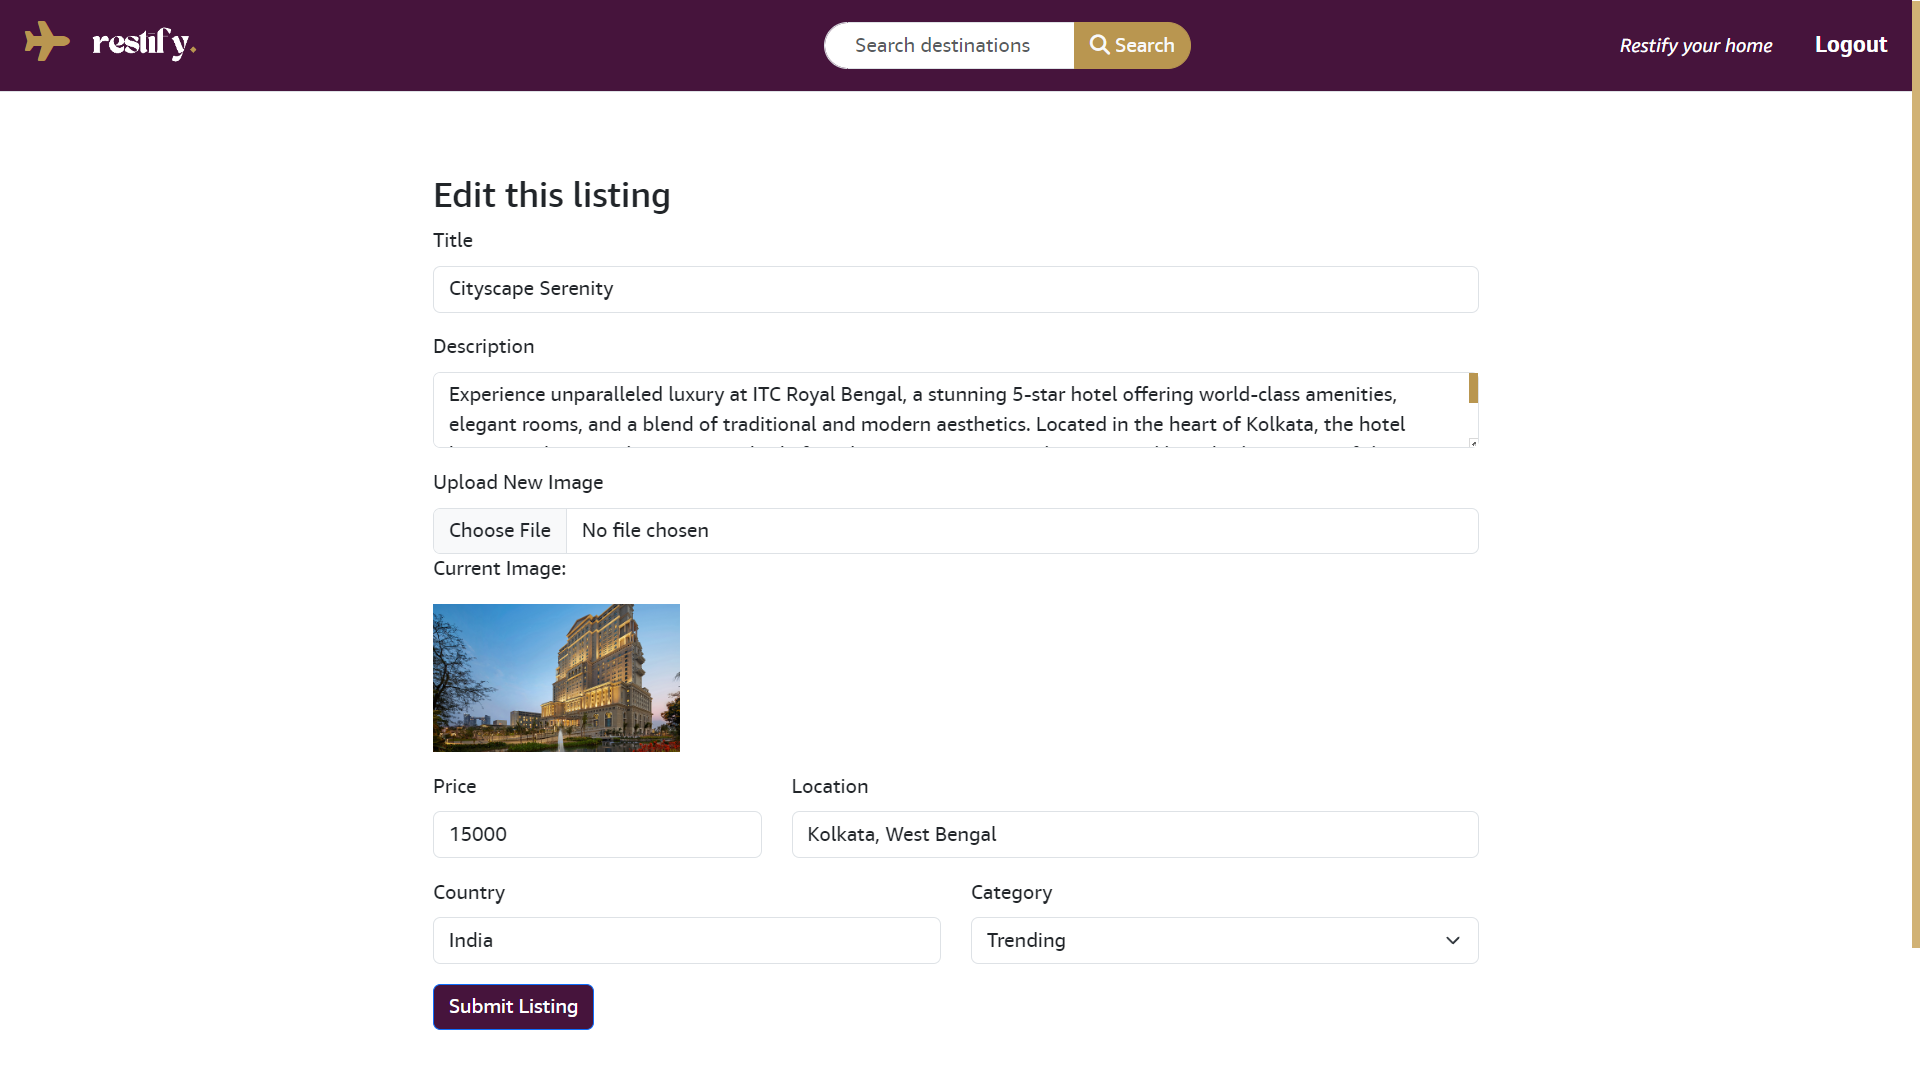 restify.
Search destinations
Search
Restify your home
Logout
Edit this listing
Title
Cityscape Serenity
Description
Experience unparalleled luxury at ITC Royal Bengal, a stunning 5-star hotel offering world-class amenities,
elegant rooms, and a blend of traditional and modern aesthetics. Located in the heart of Kolkata, the hotel
Upload New Image
Choose File
No file chosen
Current Image:
Price
Location
15000
Kolkata, West Bengal
Country
Category
India
Trending
Submit Listing